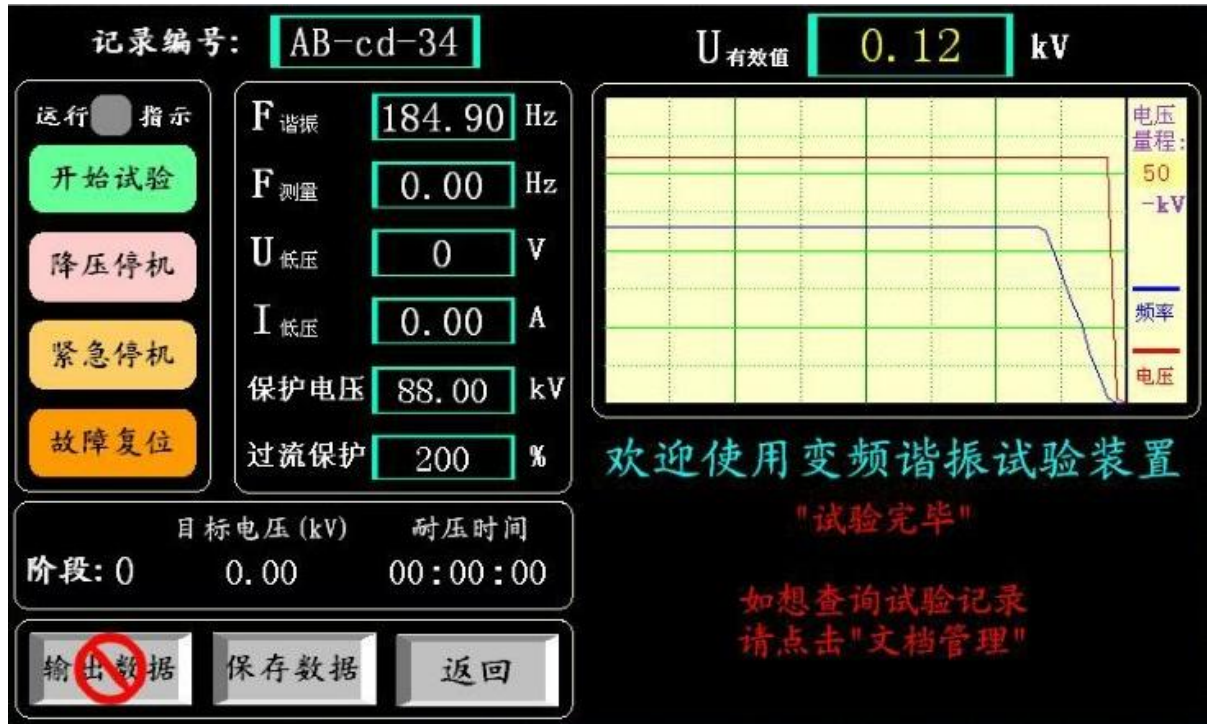 记录编号: AB-cd-34
U有效值 0.12 kV
运行 指示
开始试验
降压停机
紧急停机
故障复位
F谐振 184.90 Hz
F测量 0.00 Hz
U低压 0 V
I低压 0.00 A
保护电压 88.00 kV
过流保护 200 %
电压
量程:
50
-kV
频率
电压
目标电压(kV) 耐压时间
阶段: 0 0.00 00:00:00
输出数据 保存数据 返回
欢迎使用变频谐振试验装置
"试验完毕"
如想查询试验记录
请点击"文档管理"